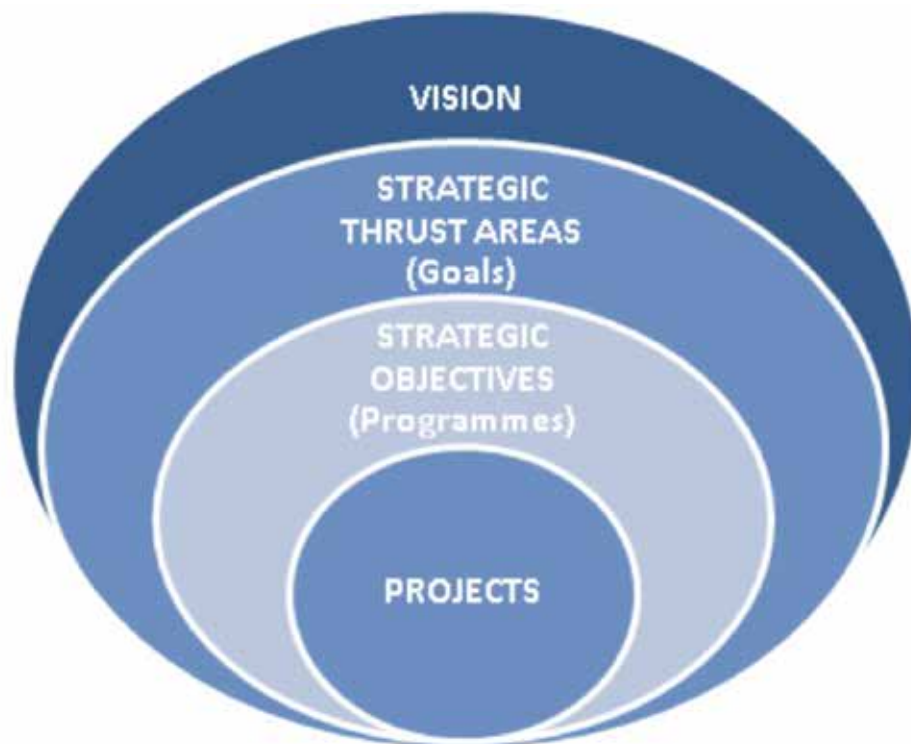 VISION
STRATEGIC
THRUST AREAS
(Goals)
STRATEGIC
OBJECTIVES
(Programmes)
PROJECTS